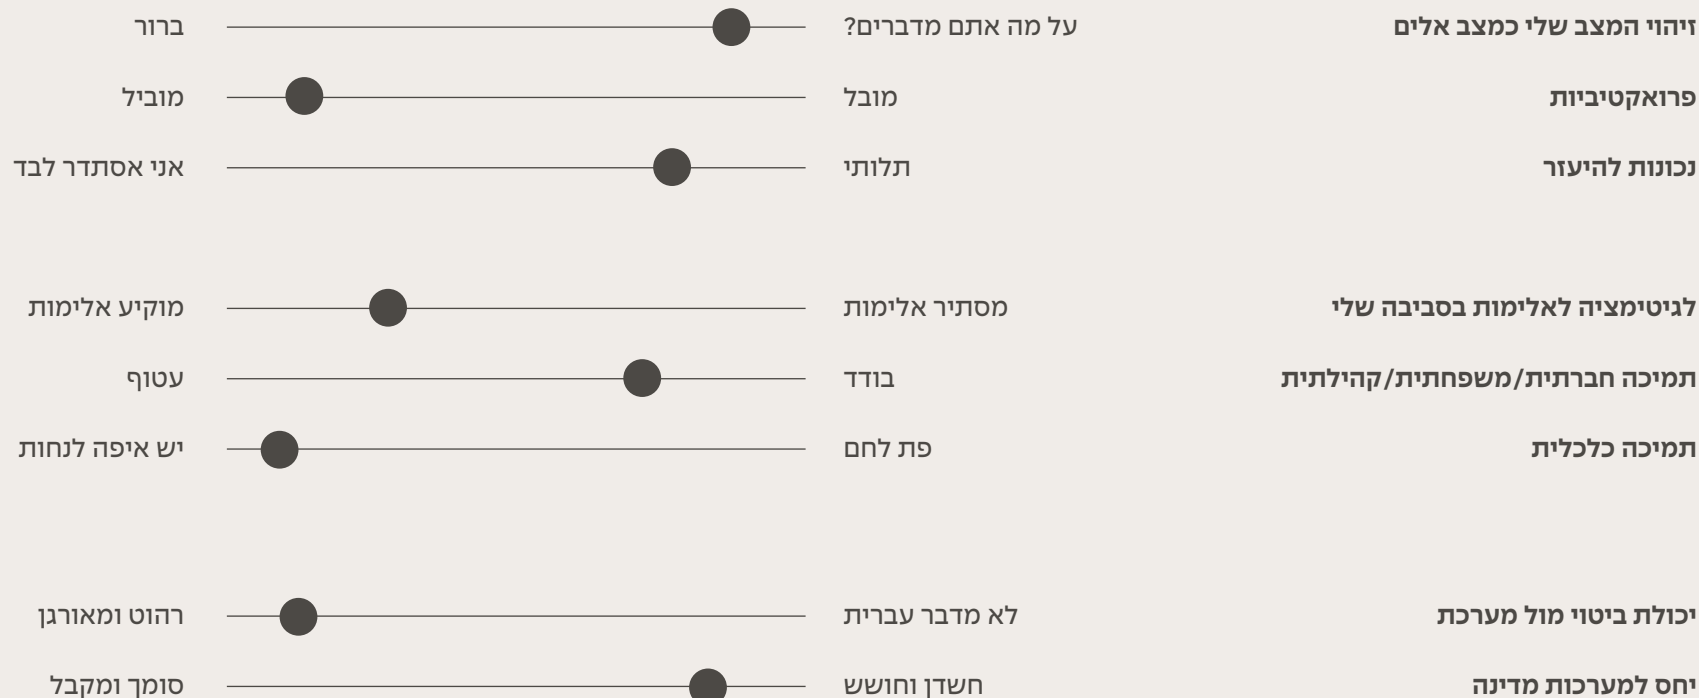 זיהוי המצב שלי כמצב אלים על מה אתם מדברים? ברור
פרואקטיביות מובל מוביל
נכונות להיעזר תלותי אני אסתדר לבד
לגיטימציה לאלימות בסביבה שלי מסתיר אלימות מוקיע אלימות
תמיכה חברתית/משפחתית/קהילתית בודד עטוף
תמיכה כלכלית פת לחם יש איפה לנחות
יכולת ביטוי מול מערכת לא מדבר עברית רהוט ומאורגן
יחס למערכות מדינה חשדן וחושש סומך ומקבל